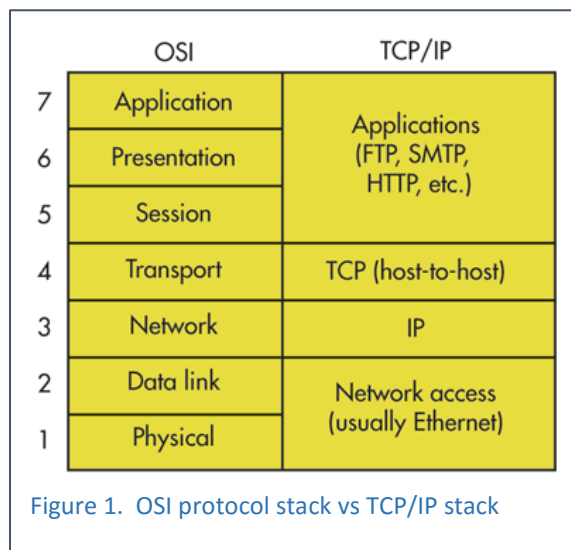 OSI TCP/IP
7 Application
6 Presentation
5 Session
Applications
(FTP, SMTP,
HTTP, etc.)
4 Transport TCP (host-to-host)
3 Network IP
2 Data link
1 Physical
Network access
(usually Ethernet)
Figure 1. OSI protocol stack vs TCP/IP stack